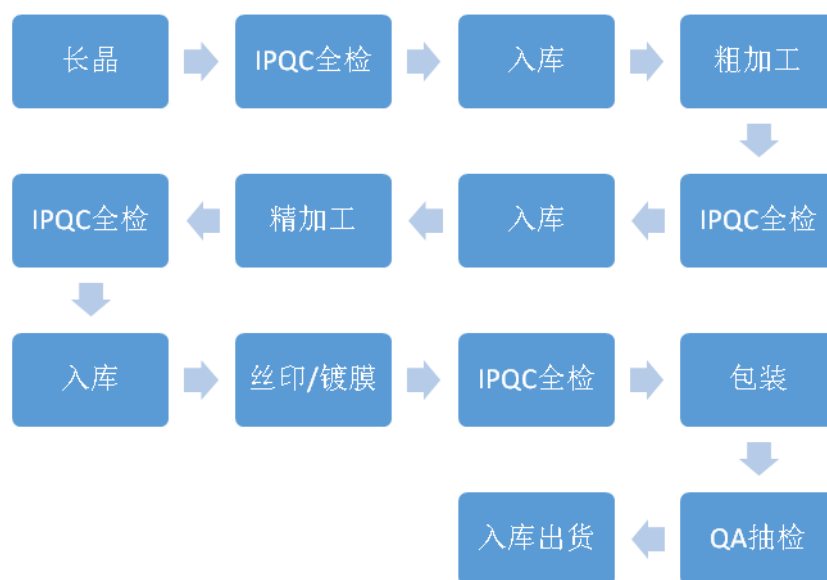 长晶
IPQC全检
入库
粗加工
IPQC全检
入库
精加工
IPQC全检
入库
丝印/镀膜
IPQC全检
包装
QA抽检
入库出货